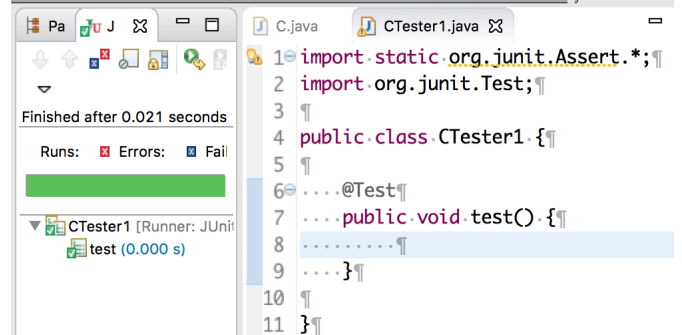 Pa J
C.java CTester1.java
Finished after 0.021 seconds
Runs: Errors: Fail
CTester1 [Runner: JUnit
test (0.000 s)
1 import·static·org.junit.Assert.*;¶
2 import·org.junit.Test;¶
3 ¶
4 public·class·CTester1·{¶
5 ¶
6 ····@Test¶
7 ····public·void·test()·{¶
8 ·········¶
9 ····}¶
10 ¶
11 }¶